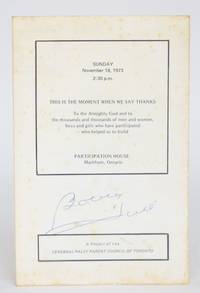 SUNDAY
November 18, 1973
2:30 p.m.
THIS IS THE MOMENT WHEN WE SAY THANKS
To the Almighty God and to
the thousands and thousands of men and women,
boys and girls who have participated
- who helped us to build
PARTICIPATION HOUSE
Markham, Ontario
A Project of the
CEREBRAL PALSY PARENT COUNCIL OF TORONTO